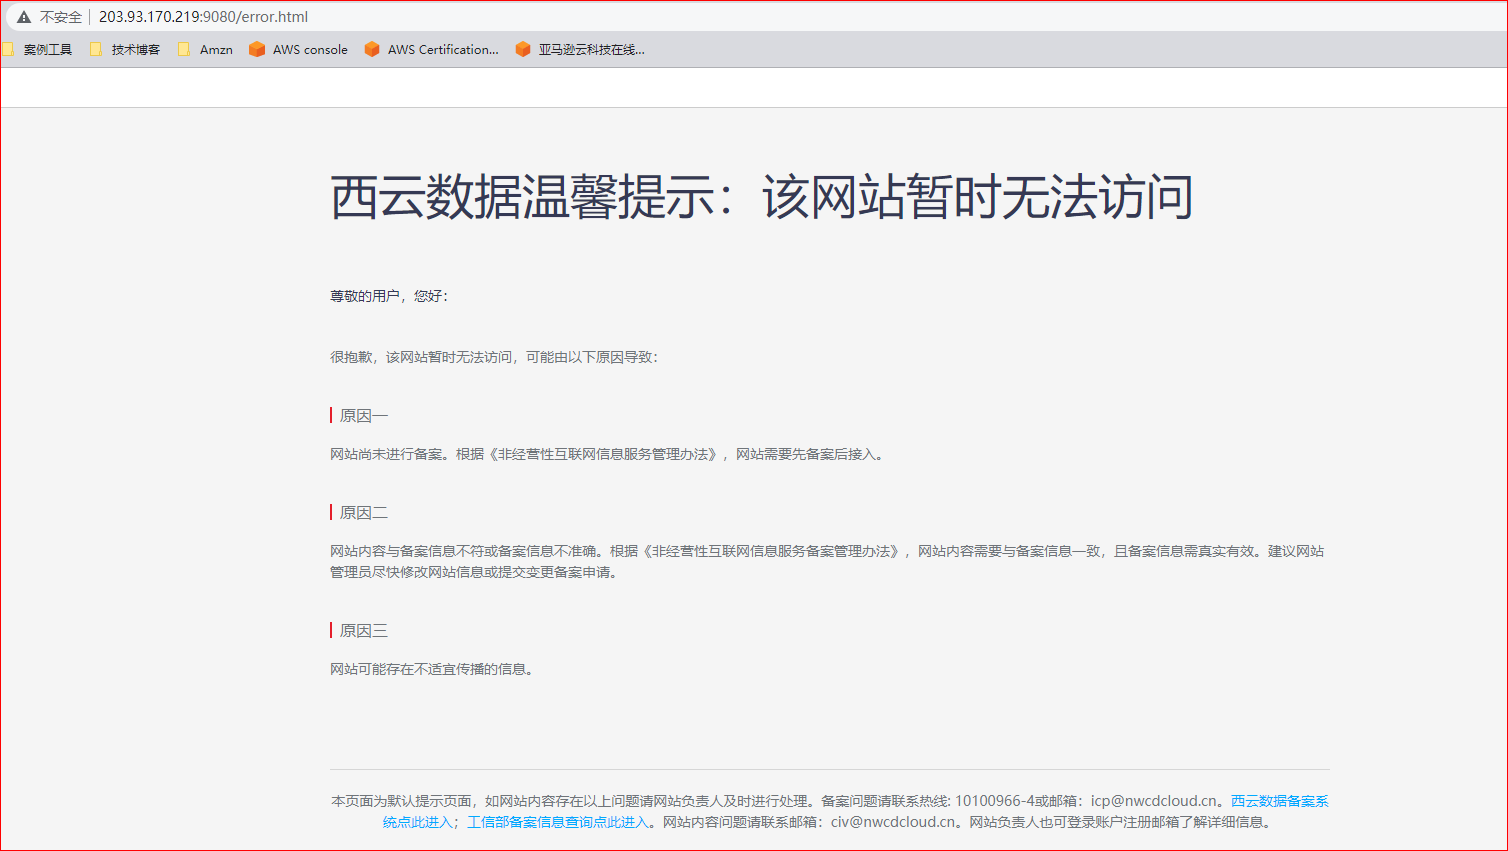 不安全 203.93.170.219:9080/error.html
案例工具 技术博客 Amzn AWS console AWS Certification... 亚马逊云科技在线...
西云数据温馨提示：该网站暂时无法访问
尊敬的用户，您好：
很抱歉，该网站暂时无法访问，可能由以下原因导致：
原因一
网站尚未进行备案。根据《非经营性互联网信息服务管理办法》，网站需要先备案后接入。
原因二
网站内容与备案信息不符或备案信息不准确。根据《非经营性互联网信息服务备案管理办法》，网站内容需要与备案信息一致，且备案信息需真实有效。建议网站
管理员尽快修改网站信息或提交变更备案申请。
原因三
网站可能存在不适宜传播的信息。
本页面为默认提示页面，如网站内容存在以上问题请网站负责人及时进行处理。备案问题请联系热线: 10100966-4或邮箱：icp@nwcdcloud.cn。西云数据备案系
统点此进入；工信部备案信息查询点此进入。网站内容问题请联系邮箱：civ@nwcdcloud.cn。网站负责人也可登录账户注册邮箱了解详细信息。